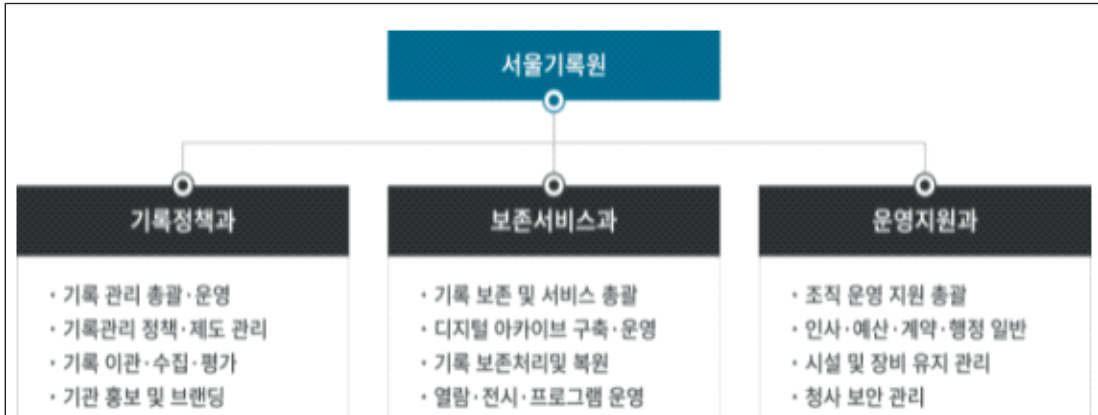 서울기록원
기록정책과
· 기록 관리 총괄·운영
· 기록관리 정책·제도 관리
· 기록 이관·수집·평가
· 기관 홍보 및 브랜딩
보존서비스과
· 기록 보존 및 서비스 총괄
· 디지털 아카이브 구축·운영
· 기록 보존처리및 복원
· 열람·전시·프로그램 운영
운영지원과
· 조직 운영 지원 총괄
· 인사·예산·계약·행정 일반
· 시설 및 장비 유지 관리
· 청사 보안 관리